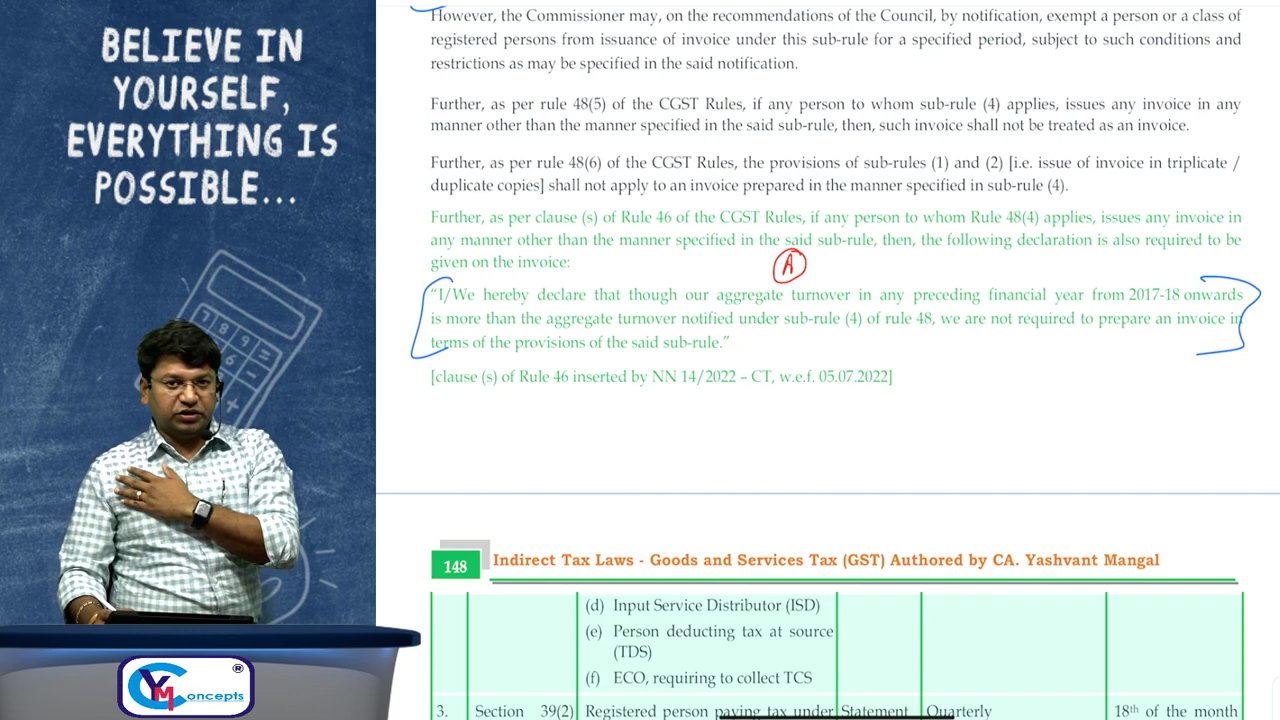 BELIEVE IN
YOURSELF,
EVERYTHING IS
POSSIBLE...
However, the Commissioner may, on the recommendations of the Council, by notification, exempt a person or a class of
registered persons from issuance of invoice under this sub-rule for a specified period, subject to such conditions and
restrictions as may be specified in the said notification.
Further, as per rule 48(5) of the CGST Rules, if any person to whom sub-rule (4) applies, issues any invoice in any
manner other than the manner specified in the said sub-rule, then, such invoice shall not be treated as an invoice.
Further, as per rule 48(6) of the CGST Rules, the provisions of sub-rules (1) and (2) [i.e. issue of invoice in triplicate /
duplicate copies] shall not apply to an invoice prepared in the manner specified in sub-rule (4).
Further, as per clause (s) of Rule 46 of the CGST Rules, if any person to whom Rule 48(4) applies, issues any invoice in
any manner other than the manner specified in the said sub-rule, then, the following declaration is also required to be
given on the invoice:
A
"I/We hereby declare that though our aggregate turnover in any preceding financial year from 2017-18 onwards
is more than the aggregate turnover notified under sub-rule (4) of rule 48, we are not required to prepare an invoice in
terms of the provisions of the said sub-rule."
[clause (s) of Rule 46 inserted by NN 14/2022 – CT, w.e.f. 05.07.2022]
148 Indirect Tax Laws - Goods and Services Tax (GST) Authored by CA. Yashvant Mangal
(d) Input Service Distributor (ISD)
(e) Person deducting tax at source
(TDS)
(f) ECO, requiring to collect TCS
3. Section 39(2) Registered person paying tax under Statement Quarterly 18th of the month
YM Concepts ®
7 8 9
6